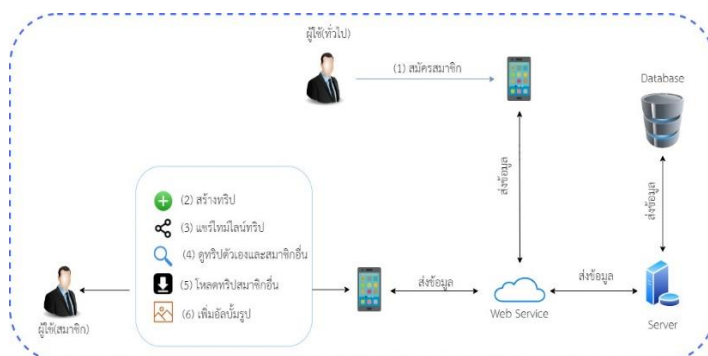 ผู้ใช้(ทั่วไป)
(1) สมัครสมาชิก
Database
ส่งข้อมูล
ส่งข้อมูล
(2) สร้างทริป
(3) แชร์ไทม์ไลน์ทริป
(4) ดูทริปตัวเองและสมาชิกอื่น
(5) โหลดทริปสมาชิกอื่น
(6) เพิ่มอัลบั้มรูป
ผู้ใช้(สมาชิก)
ส่งข้อมูล
Web Service
ส่งข้อมูล
Server